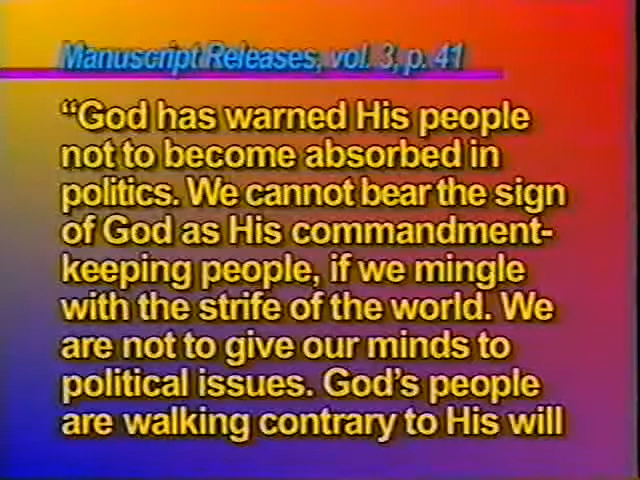 Manuscript Releases, vol. 3, p. 41
“God has warned His people
not to become absorbed in
politics. We cannot bear the sign
of God as His commandment-
keeping people, if we mingle
with the strife of the world. We
are not to give our minds to
political issues. God’s people
are walking contrary to His will